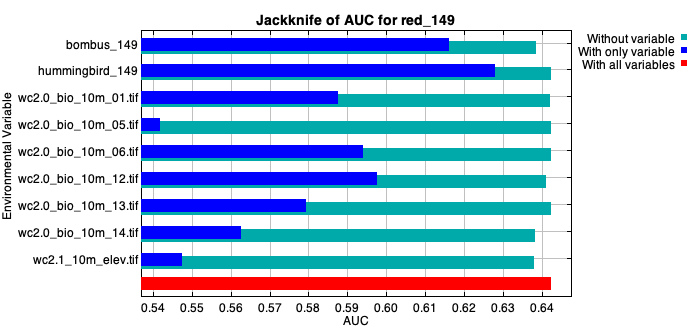 Jackknife of AUC for red_149
Without variable
With only variable
With all variables
Environmental Variable
bombus_149
hummingbird_149
wc2.0_bio_10m_01.tif
wc2.0_bio_10m_05.tif
wc2.0_bio_10m_06.tif
wc2.0_bio_10m_12.tif
wc2.0_bio_10m_13.tif
wc2.0_bio_10m_14.tif
wc2.1_10m_elev.tif
0.54 0.55 0.56 0.57 0.58 0.59 0.60 0.61 0.62 0.63 0.64
AUC